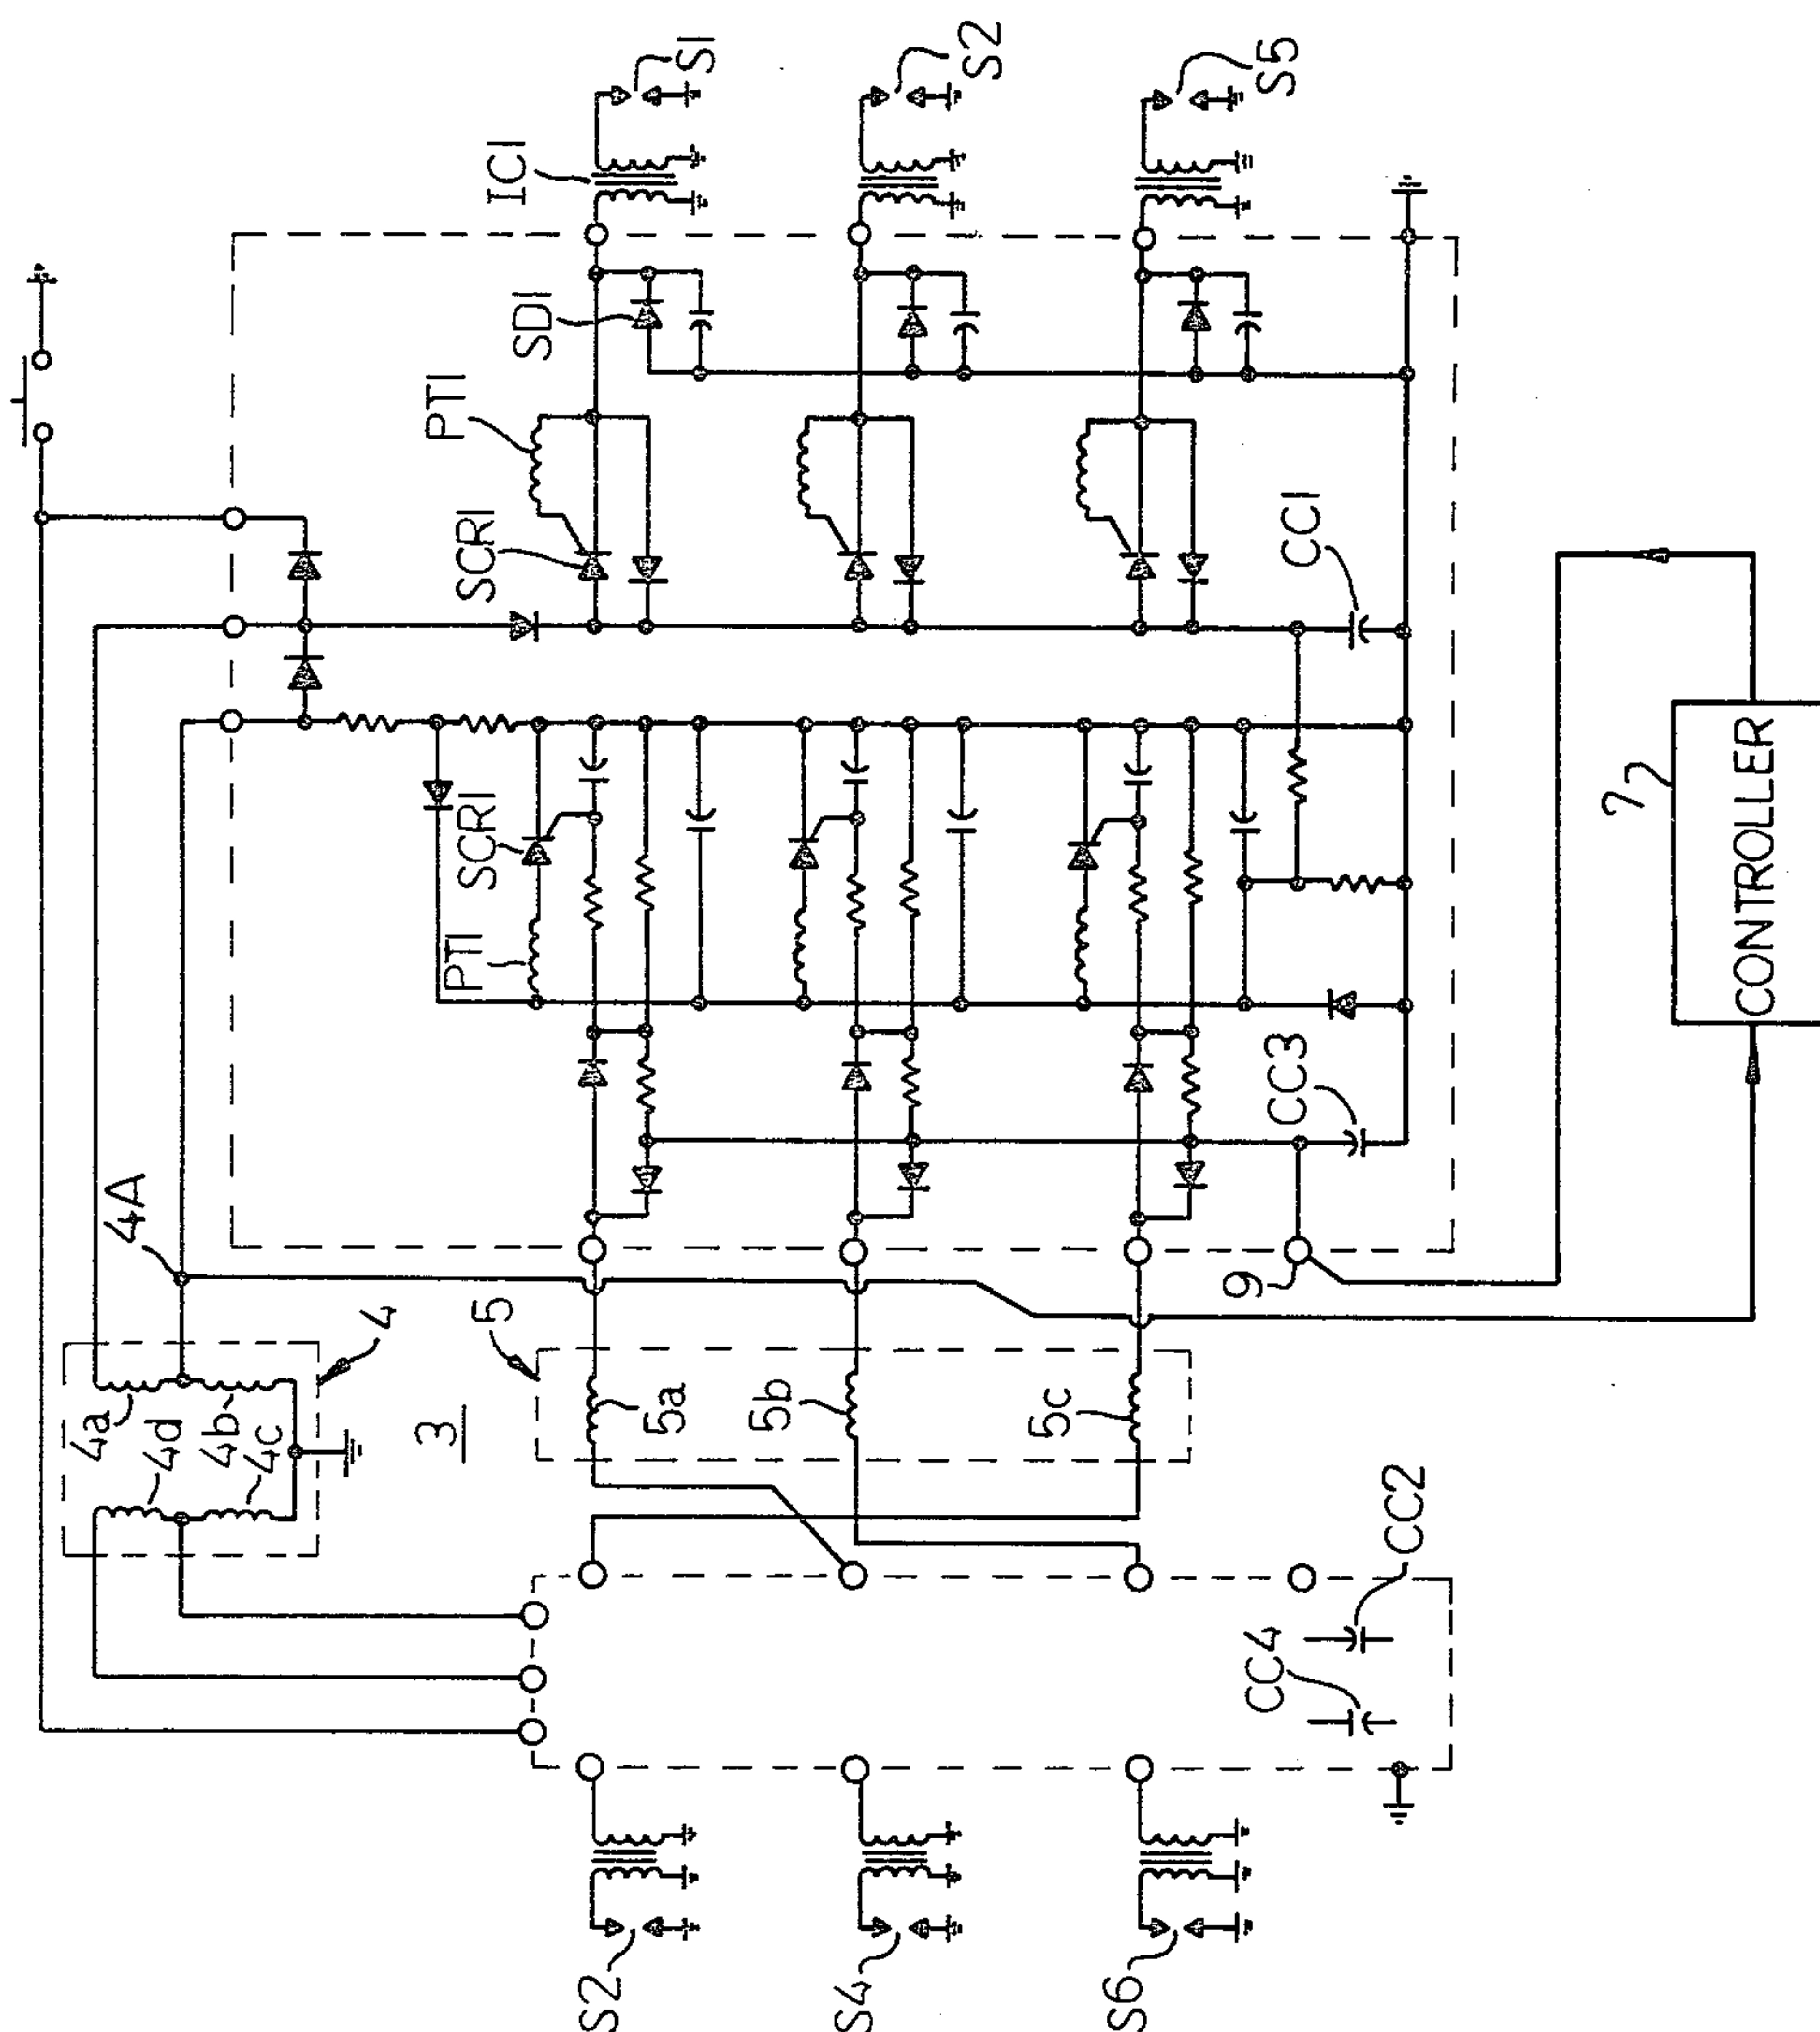 S1
S2
S5
IC1
SD1
PT1
SCR1
CC1
SCR1
PT1
CC3
7
CONTROLLER
4A
9
4
5
4a
4d
4b
4c
3
5a
5b
5c
CC2
CC4
S2
S4
S6